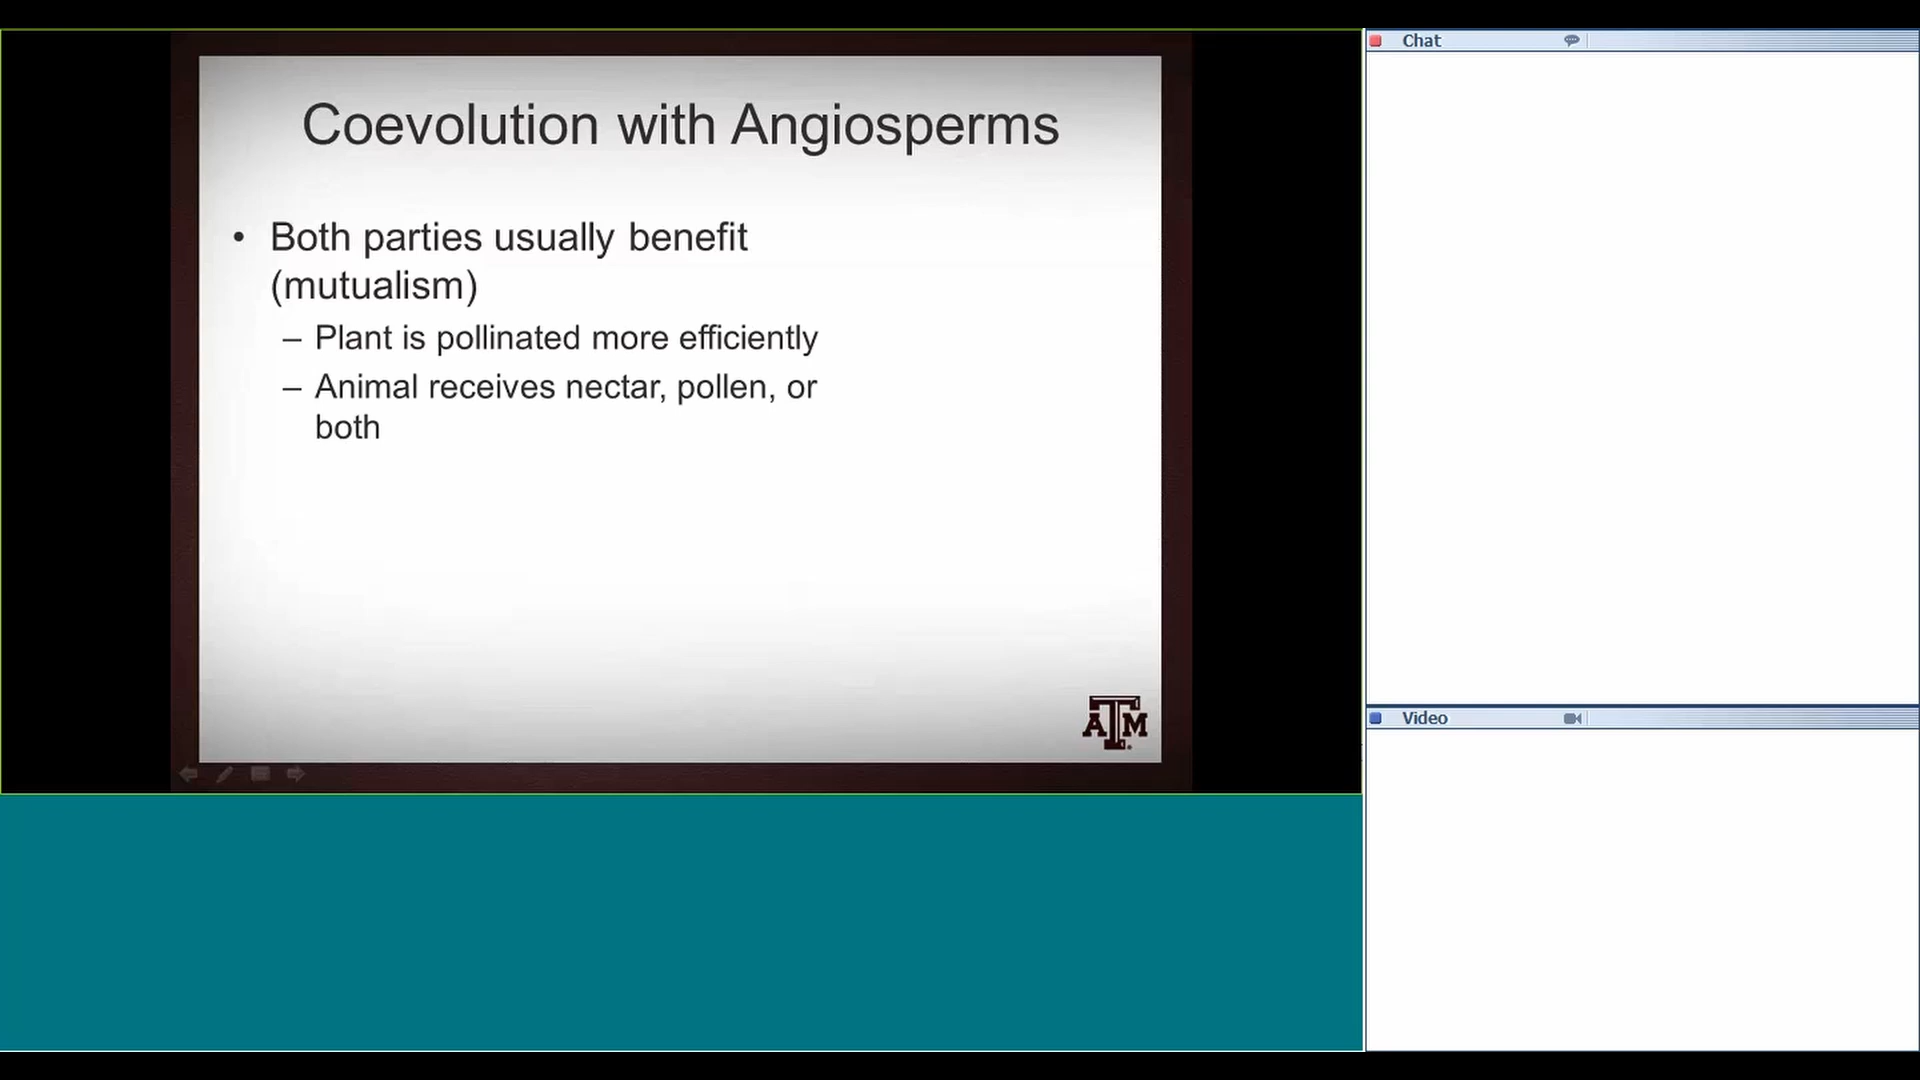 Coevolution with Angiosperms
• Both parties usually benefit
(mutualism)
– Plant is pollinated more efficiently
– Animal receives nectar, pollen, or
both
ATM
Chat
Video